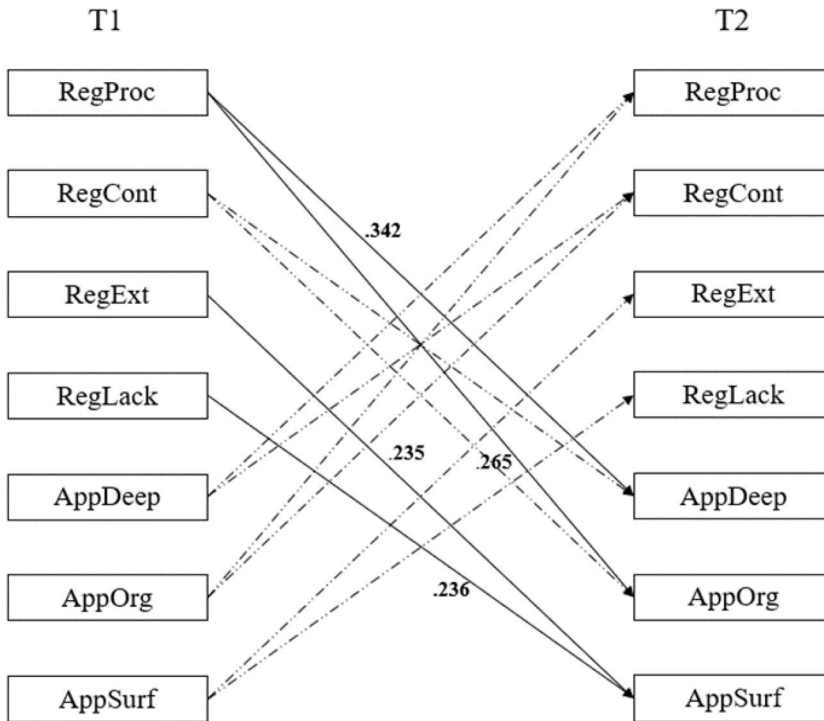 T1 T2
RegProc RegProc
RegCont RegCont
.342
RegExt RegExt
RegLack RegLack
.235 .265
AppDeep AppDeep
.236
AppOrg AppOrg
AppSurf AppSurf